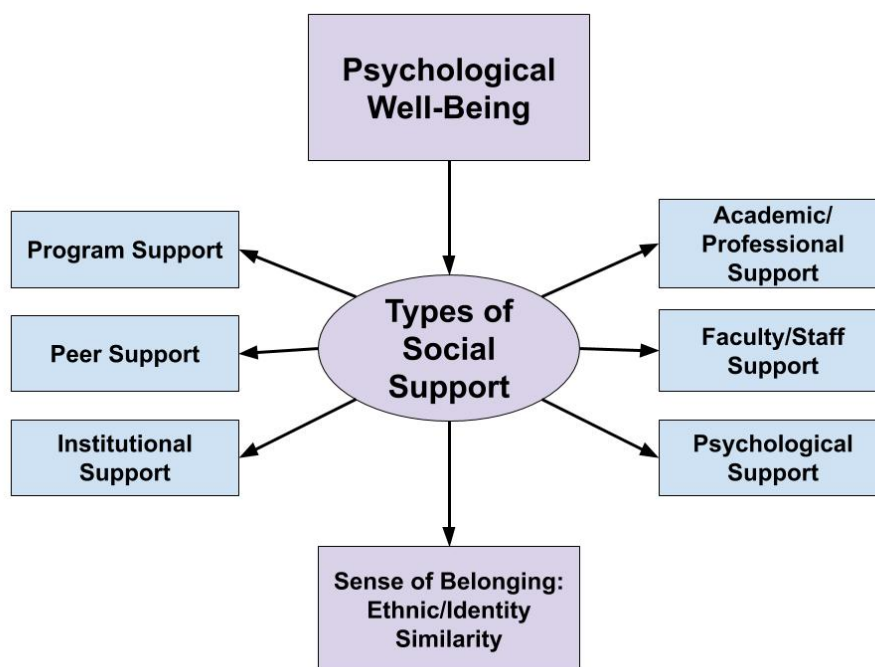 Psychological
Well-Being
Program Support
Peer Support
Institutional
Support
Types of
Social
Support
Academic/
Professional
Support
Faculty/Staff
Support
Psychological
Support
Sense of Belonging:
Ethnic/Identity
Similarity